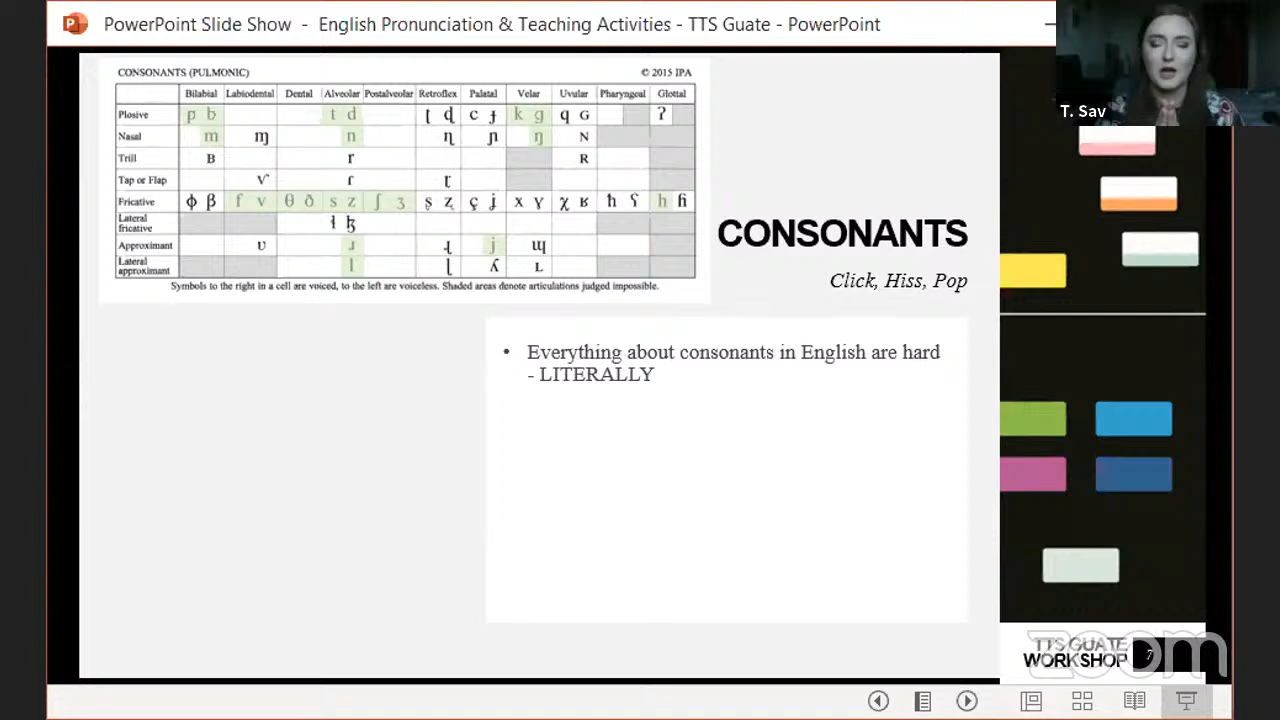 PowerPoint Slide Show - English Pronunciation & Teaching Activities - TTS Guate - PowerPoint
T. Sav
CONSONANTS (PULMONIC) © 2015 IPA
Bilabial Labiodental Dental Alveolar Postalveolar Retroflex Palatal Velar Uvular Pharyngeal Glottal
Plosive p b t d ʈ ɖ c ɟ k ɡ q ɢ ʔ
Nasal m ɱ n ɳ ɲ ŋ ɴ
Trill ʙ r ʀ
Tap or Flap ⱱ ɾ ɽ
Fricative ɸ β f v θ ð s z ʃ ʒ ʂ ʐ ç ʝ x ɣ χ ʁ ħ ʕ h ɦ
Lateral fricative ɬ ɮ
Approximant ʋ ɹ ɻ j ɰ
Lateral approximant l ɭ ʎ ʟ
Symbols to the right in a cell are voiced, to the left are voiceless. Shaded areas denote articulations judged impossible.
CONSONANTS
Click, Hiss, Pop
• Everything about consonants in English are hard
- LITERALLY
TTS GUATE
WORKSHOP 7
zoom